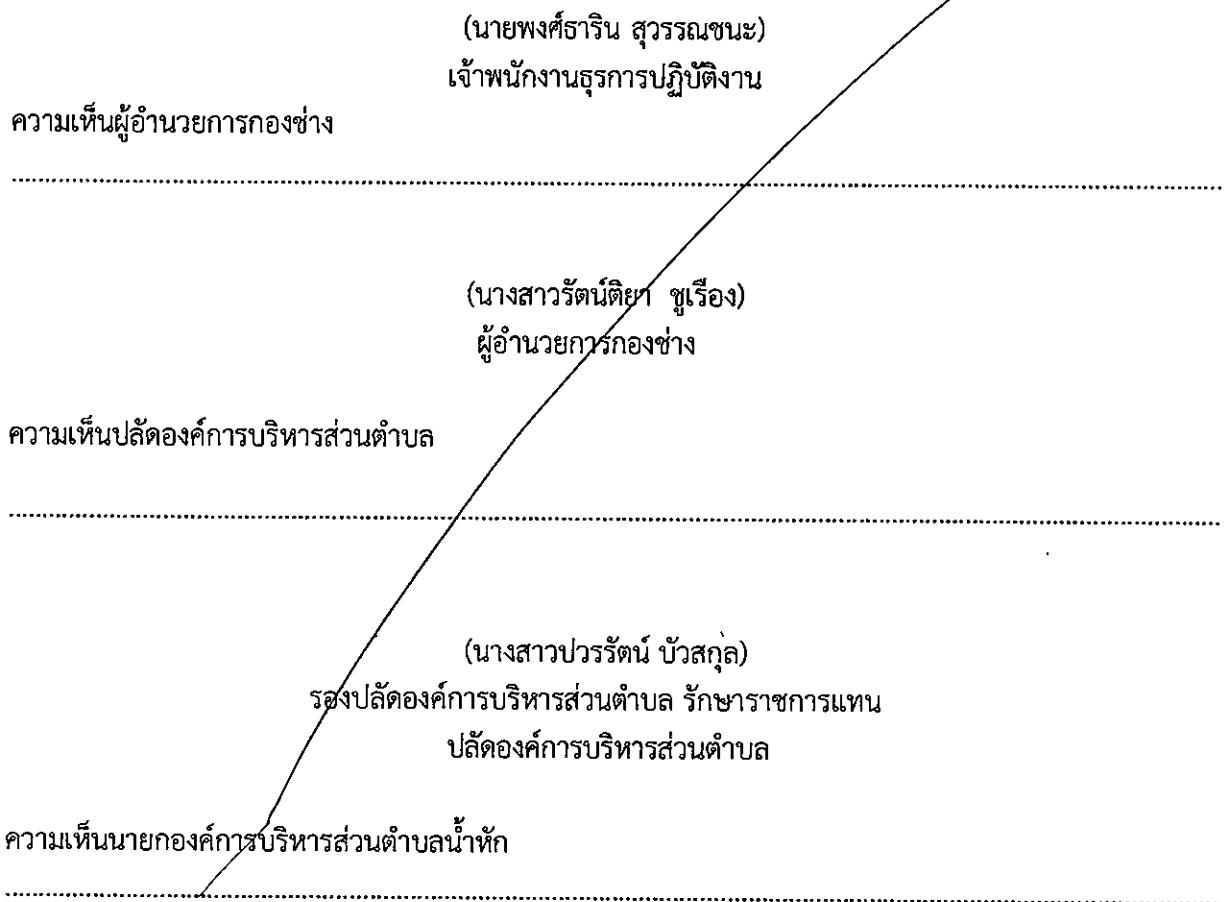 (นายพงศ์ธาริน สุวรรณชนะ)
เจ้าพนักงานธุรการปฏิบัติงาน
ความเห็นผู้อำนวยการกองช่าง
(นางสาวรัตน์ติยา ชูเรือง)
ผู้อำนวยการกองช่าง
ความเห็นปลัดองค์การบริหารส่วนตำบล
(นางสาวปวรรัตน์ บัวสกุล)
รองปลัดองค์การบริหารส่วนตำบล รักษาราชการแทน
ปลัดองค์การบริหารส่วนตำบล
ความเห็นนายกองค์การบริหารส่วนตำบลน้ำหัก